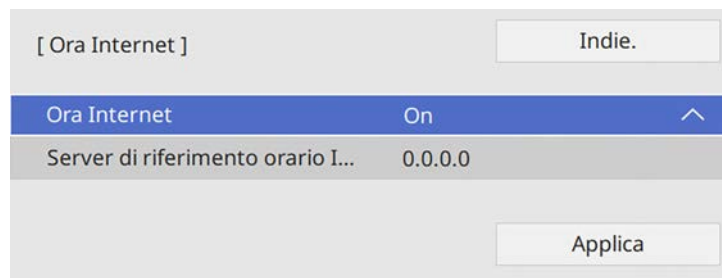 [ Ora Internet ]
Indie.
Ora Internet On
Server di riferimento orario I... 0.0.0.0
Applica